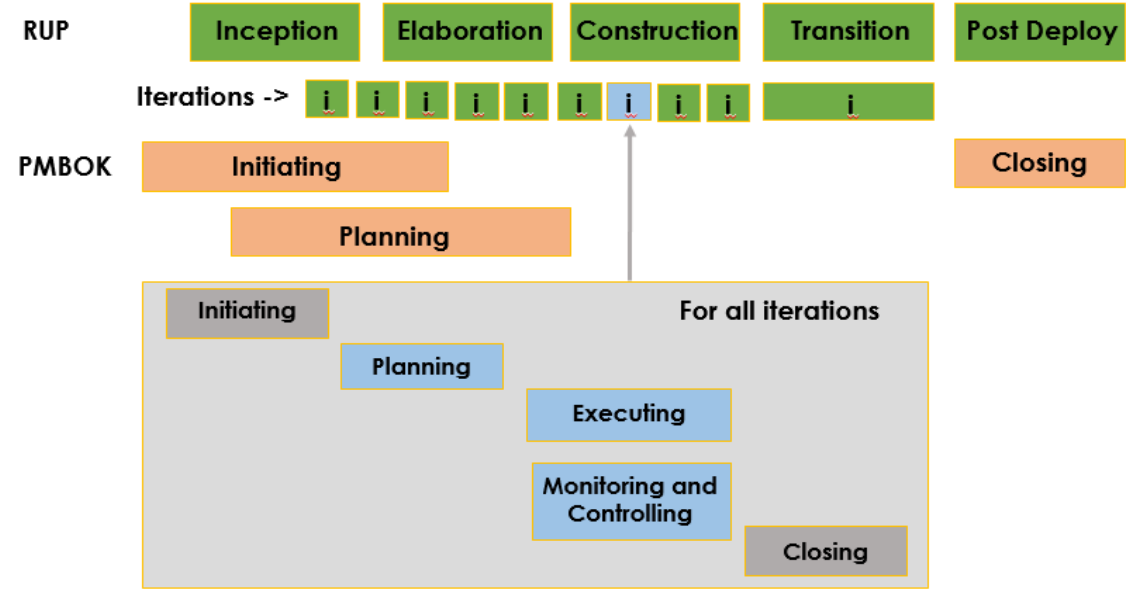 RUP Inception Elaboration Construction Transition Post Deploy
Iterations -> i i i i i i i i i i
PMBOK Initiating Closing
Planning
Initiating For all iterations
Planning
Executing
Monitoring and
Controlling
Closing